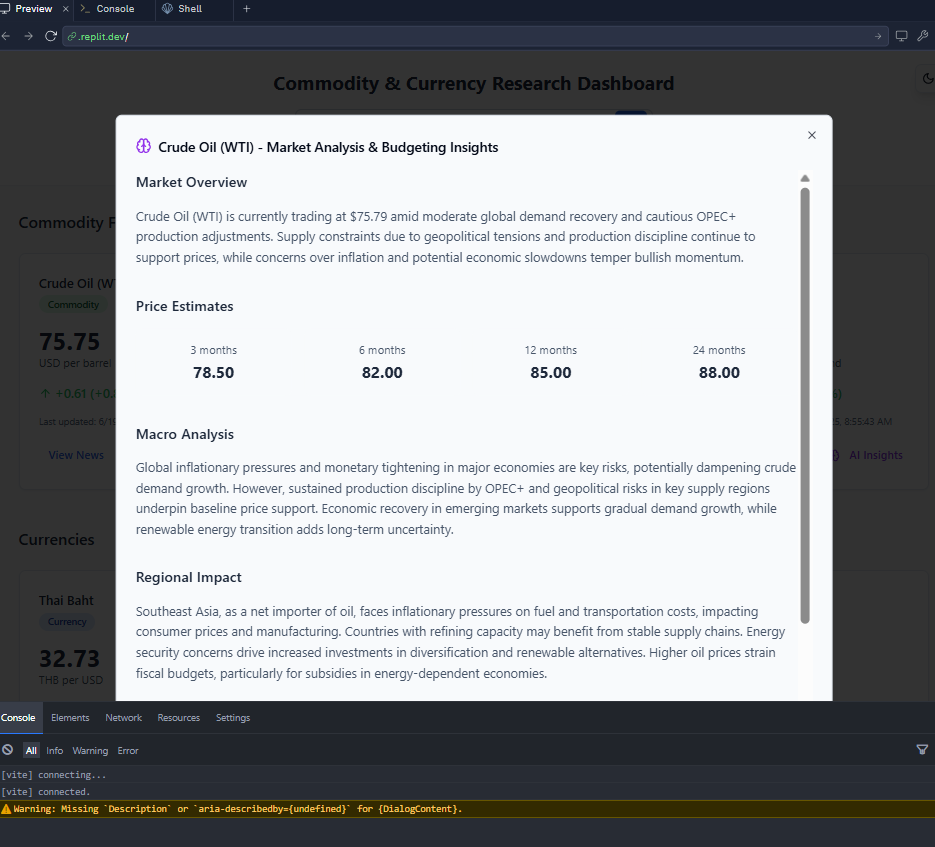 Preview
Console
Shell
.replit.dev/
Commodity & Currency Research Dashboard
Crude Oil (WTI) - Market Analysis & Budgeting Insights
Market Overview
Crude Oil (WTI) is currently trading at $75.79 amid moderate global demand recovery and cautious OPEC+
production adjustments. Supply constraints due to geopolitical tensions and production discipline continue to
support prices, while concerns over inflation and potential economic slowdowns temper bullish momentum.
Price Estimates
3 months 6 months 12 months 24 months
78.50 82.00 85.00 88.00
Macro Analysis
Global inflationary pressures and monetary tightening in major economies are key risks, potentially dampening crude
demand growth. However, sustained production discipline by OPEC+ and geopolitical risks in key supply regions
underpin baseline price support. Economic recovery in emerging markets supports gradual demand growth, while
renewable energy transition adds long-term uncertainty.
Regional Impact
Southeast Asia, as a net importer of oil, faces inflationary pressures on fuel and transportation costs, impacting
consumer prices and manufacturing. Countries with refining capacity may benefit from stable supply chains. Energy
security concerns drive increased investments in diversification and renewable alternatives. Higher oil prices strain
fiscal budgets, particularly for subsidies in energy-dependent economies.
Commodity F
Crude Oil (W
Commodity
75.75
USD per barrel
+0.61 (+0.
Last updated: 6/1
View News
8:55:43 AM
AI Insights
Currencies
Thai Baht
Currency
32.73
THB per USD
Console Elements Network Resources Settings
All Info Warning Error
[vite] connecting...
[vite] connected.
Warning: Missing `Description` or `aria-describedby={undefined}` for {DialogContent}.